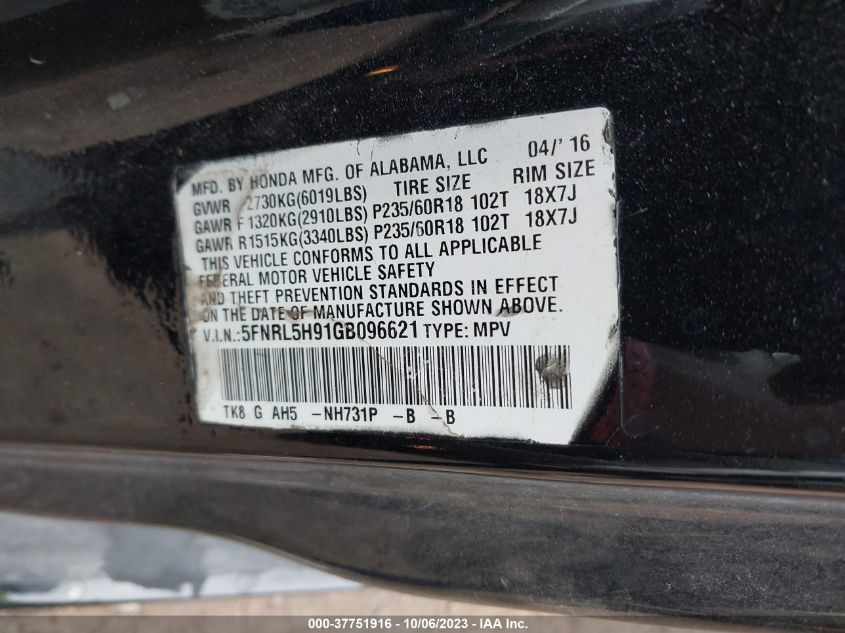 MFD. BY HONDA MFG. OF ALABAMA, LLC 04/'16
GVWR 2730KG(6019LBS) TIRE SIZE RIM SIZE
GAWR F 1320KG(2910LBS) P235/60R18 102T 18X7J
GAWR R1515KG(3340LBS) P235/60R18 102T 18X7J
THIS VEHICLE CONFORMS TO ALL APPLICABLE
FEDERAL MOTOR VEHICLE SAFETY
AND THEFT PREVENTION STANDARDS IN EFFECT
ON THE DATE OF MANUFACTURE SHOWN ABOVE.
V.I.N.:5FNRL5H91GB096621 TYPE: MPV
TK8 G AH5 -NH731P -B -B
000-37751916 - 10/06/2023 - IAA Inc.